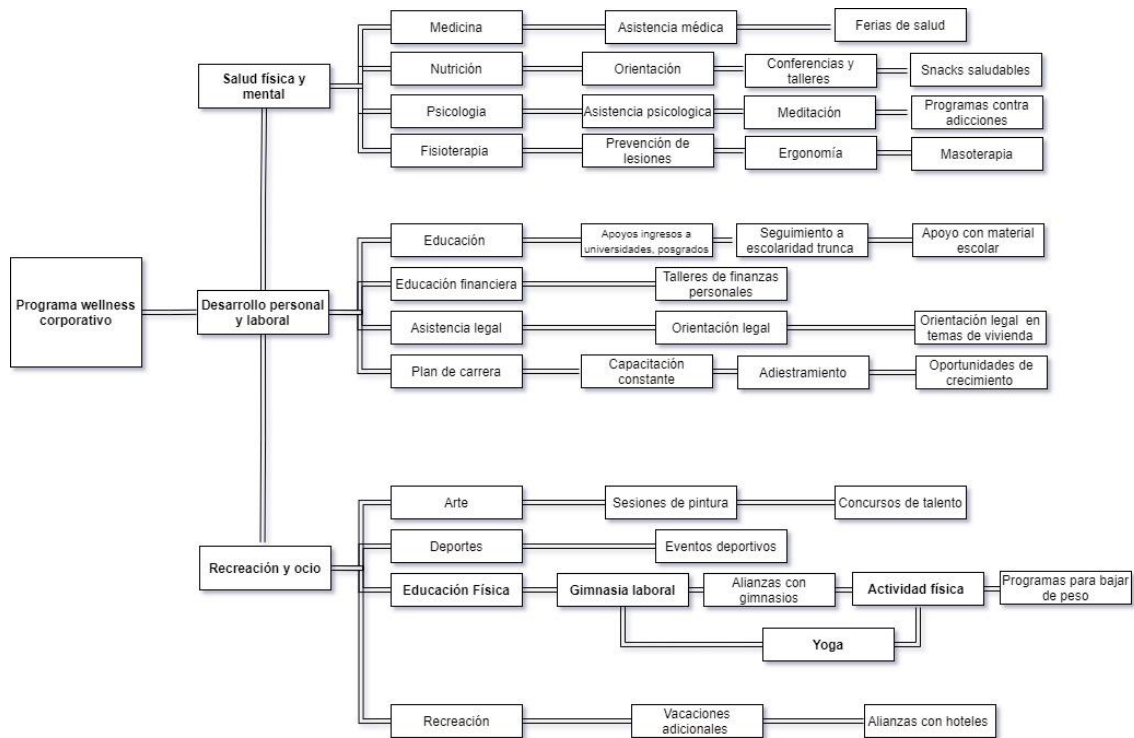 Medicina
Asistencia médica
Ferias de salud
Salud física y
mental
Nutrición
Orientación
Conferencias y
talleres
Snacks saludables
Psicologia
Asistencia psicologica
Meditación
Programas contra
adicciones
Fisioterapia
Prevención de
lesiones
Ergonomía
Masoterapia
Programa wellness
corporativo
Desarrollo personal
y laboral
Educación
Apoyos ingresos a
universidades, posgrados
Seguimiento a
escolaridad trunca
Apoyo con material
escolar
Educación financiera
Talleres de finanzas
personales
Asistencia legal
Orientación legal
Orientación legal en
temas de vivienda
Plan de carrera
Capacitación
constante
Adiestramiento
Oportunidades de
crecimiento
Recreación y ocio
Arte
Sesiones de pintura
Concursos de talento
Deportes
Eventos deportivos
Educación Física
Gimnasia laboral
Alianzas con
gimnasios
Actividad física
Programas para bajar
de peso
Yoga
Recreación
Vacaciones
adicionales
Alianzas con hoteles